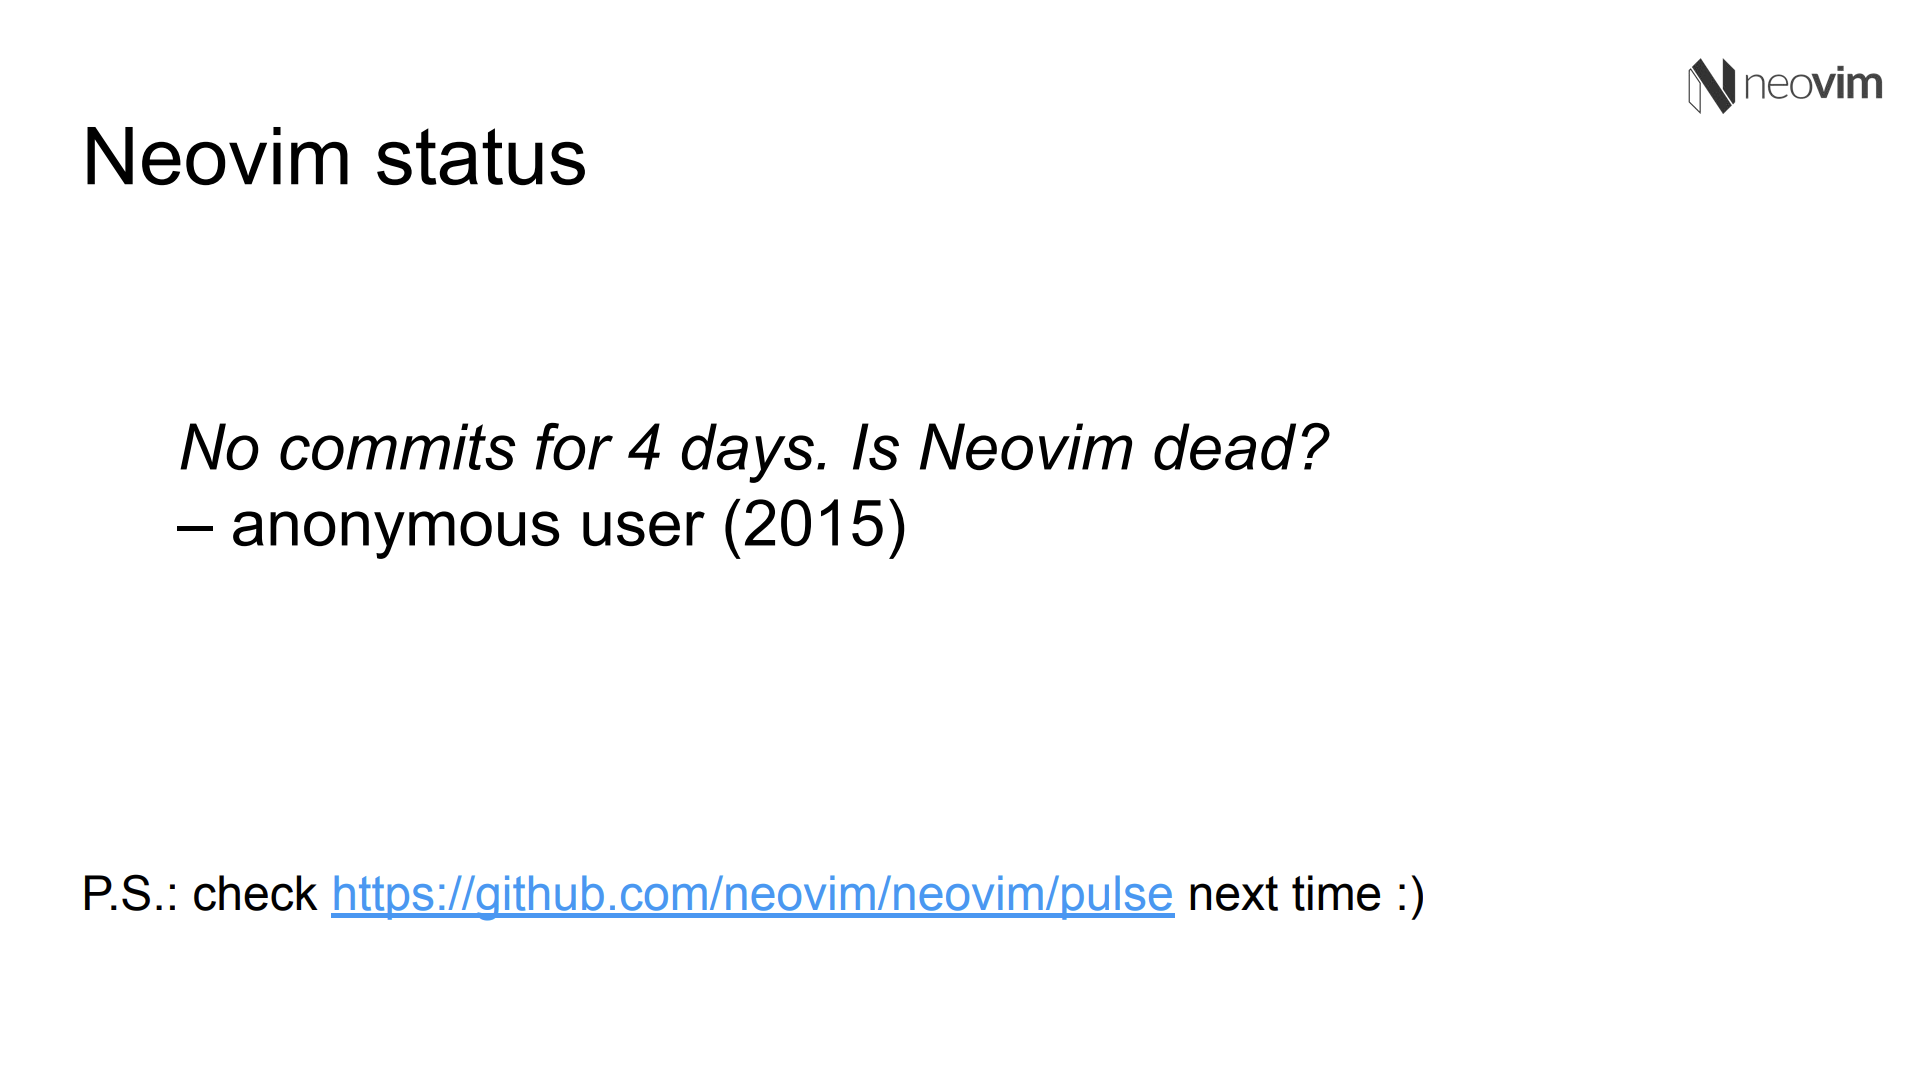 neovim
Neovim status
No commits for 4 days. Is Neovim dead?
– anonymous user (2015)
P.S.: check https://github.com/neovim/neovim/pulse next time :)